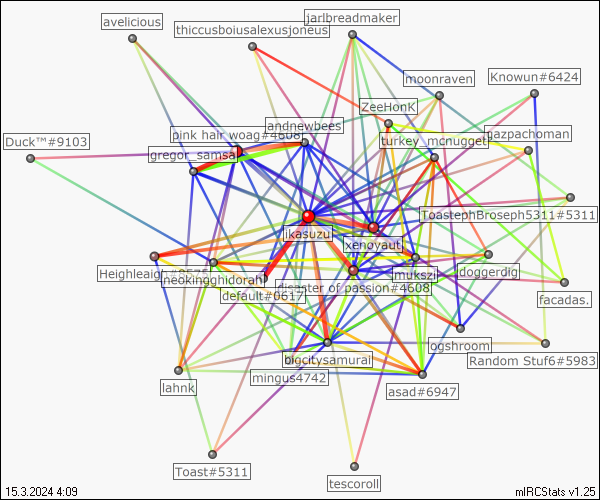 jarlbreadmaker
avelicious
thiccusboiusalexusjoneus
moonraven
Knowun#6424
ZeeHonK
andnewbees
pink hair woag#4608
gazpachoman
turkey_mcnugget
Duck™#9103
gregor_samsa
ToastephBroseph5311#5311
ikasuzu
xenoyaut
Heighleaigh#8575
neokingghidorah
mukszi
doggerdig
disaster of passion#4608
default#0617
facadas.
ogshroom
bigcitysamurai
Random Stuf6#5983
mingus4742
lahnk
asad#6947
Toast#5311
tescoroll
15.3.2024 4:09
mIRCStats v1.25